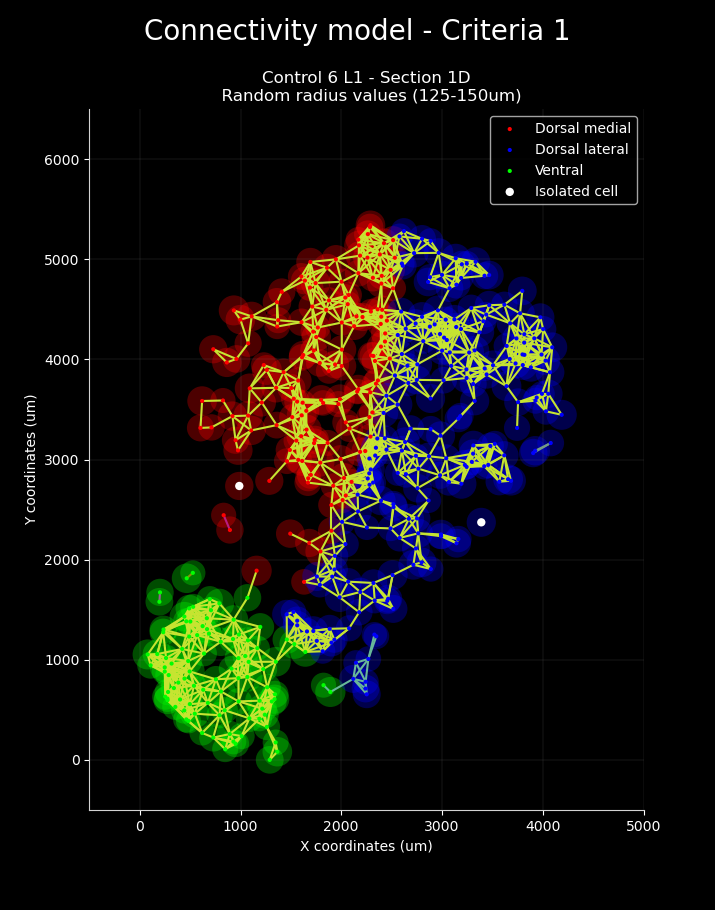 Connectivity model - Criteria 1
Control 6 L1 - Section 1D
Random radius values (125-150um)
Dorsal medial
Dorsal lateral
Ventral
Isolated cell
Y coordinates (um)
6000
5000
4000
3000
2000
1000
0
0 1000 2000 3000 4000 5000
X coordinates (um)